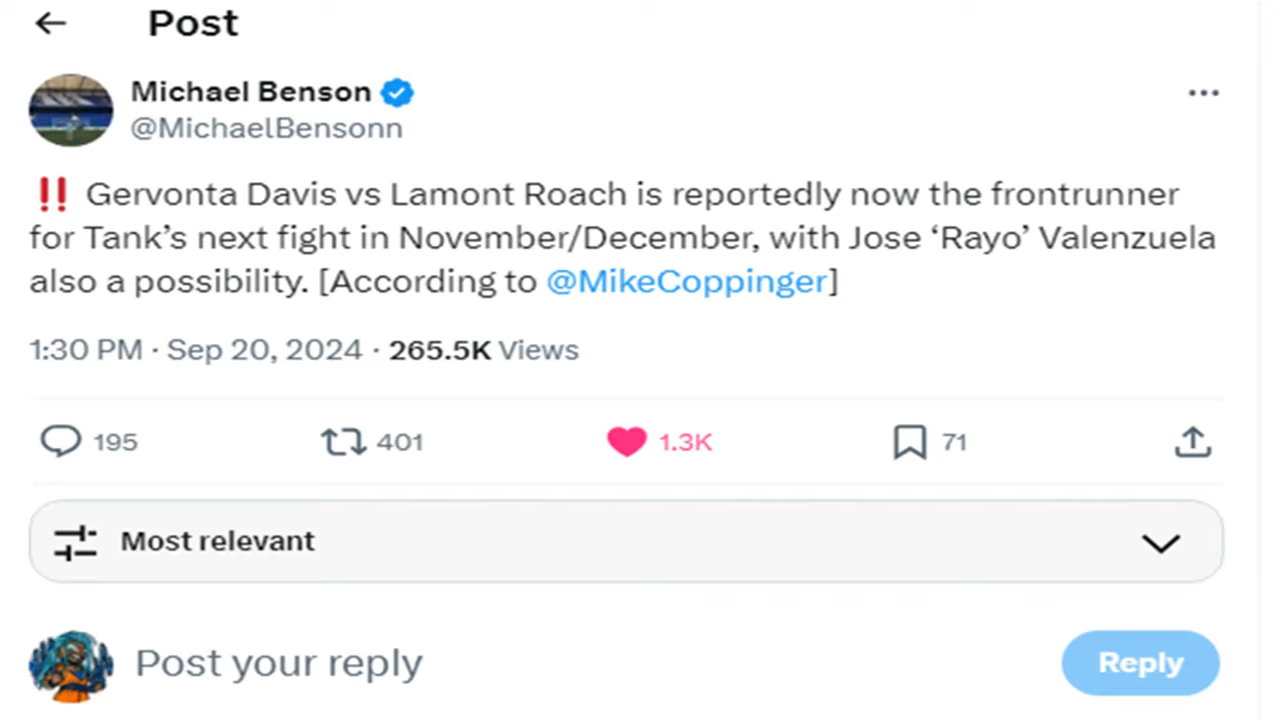 Post
Michael Benson
@MichaelBensonn
‼️ Gervonta Davis vs Lamont Roach is reportedly now the frontrunner
for Tank’s next fight in November/December, with Jose ‘Rayo’ Valenzuela
also a possibility. [According to @MikeCoppinger]
1:30 PM · Sep 20, 2024 · 265.5K Views
195 401 1.3K 71
Most relevant
Post your reply Reply